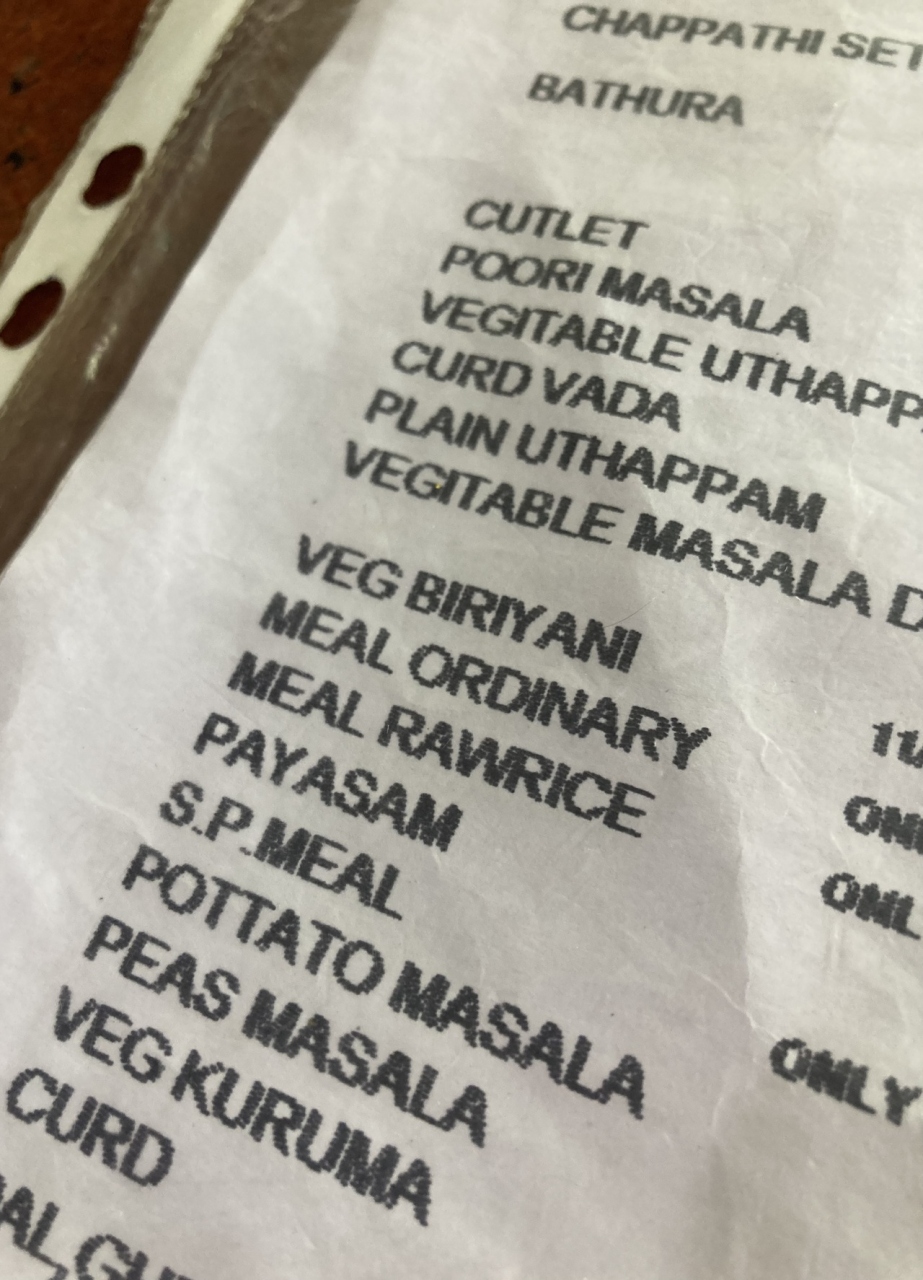 CHAPPATHI SET
BATHURA
CUTLET
POORI MASALA
VEGITABLE UTHAPP
CURD VADA
PLAIN UTHAPPAM
VEGITABLE MASALA D
VEG BIRIYANI
MEAL ORDINARY
MEAL RAWRICE
PAYASAM
S.P.MEAL
POTTATO MASALA
PEAS MASALA
ONLY
VEG KURUMA
CURD